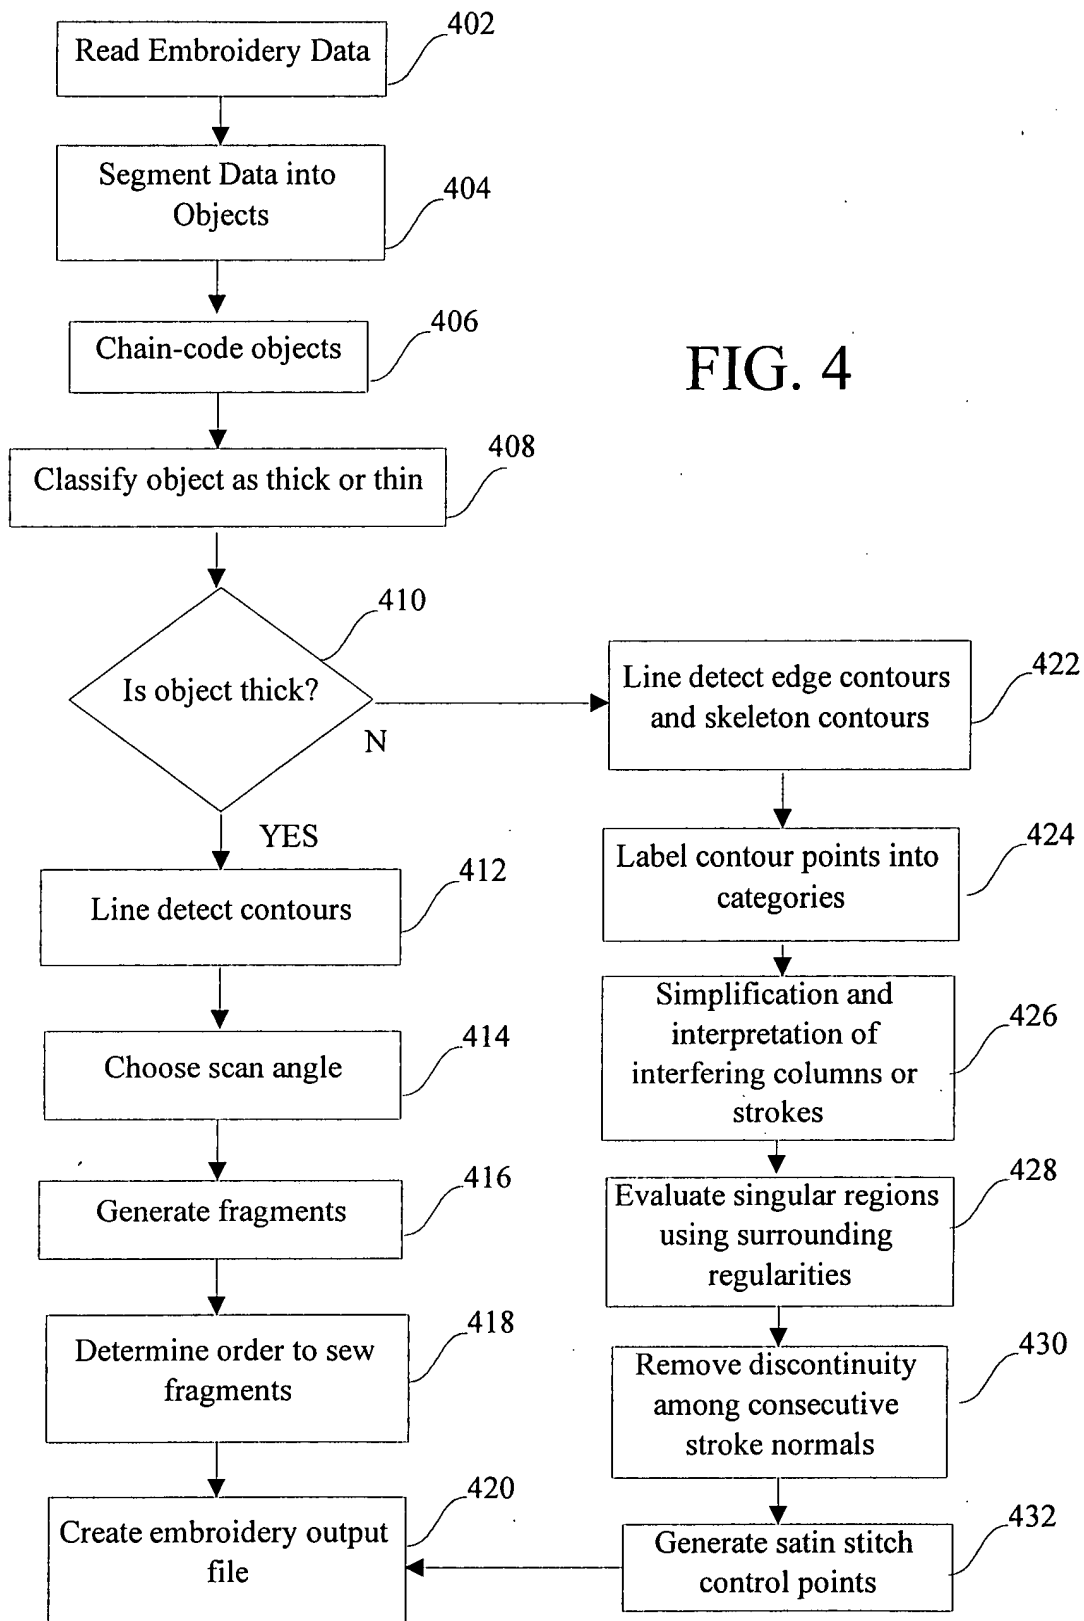 402
Read Embroidery Data
404
Segment Data into
Objects
406
Chain-code objects
FIG. 4
408
Classify object as thick or thin
410
Is object thick?
N
YES
412
Line detect contours
414
Choose scan angle
416
Generate fragments
418
Determine order to sew
fragments
420
Create embroidery output
file
422
Line detect edge contours
and skeleton contours
424
Label contour points into
categories
426
Simplification and
interpretation of
interfering columns or
strokes
428
Evaluate singular regions
using surrounding
regularities
430
Remove discontinuity
among consecutive
stroke normals
432
Generate satin stitch
control points